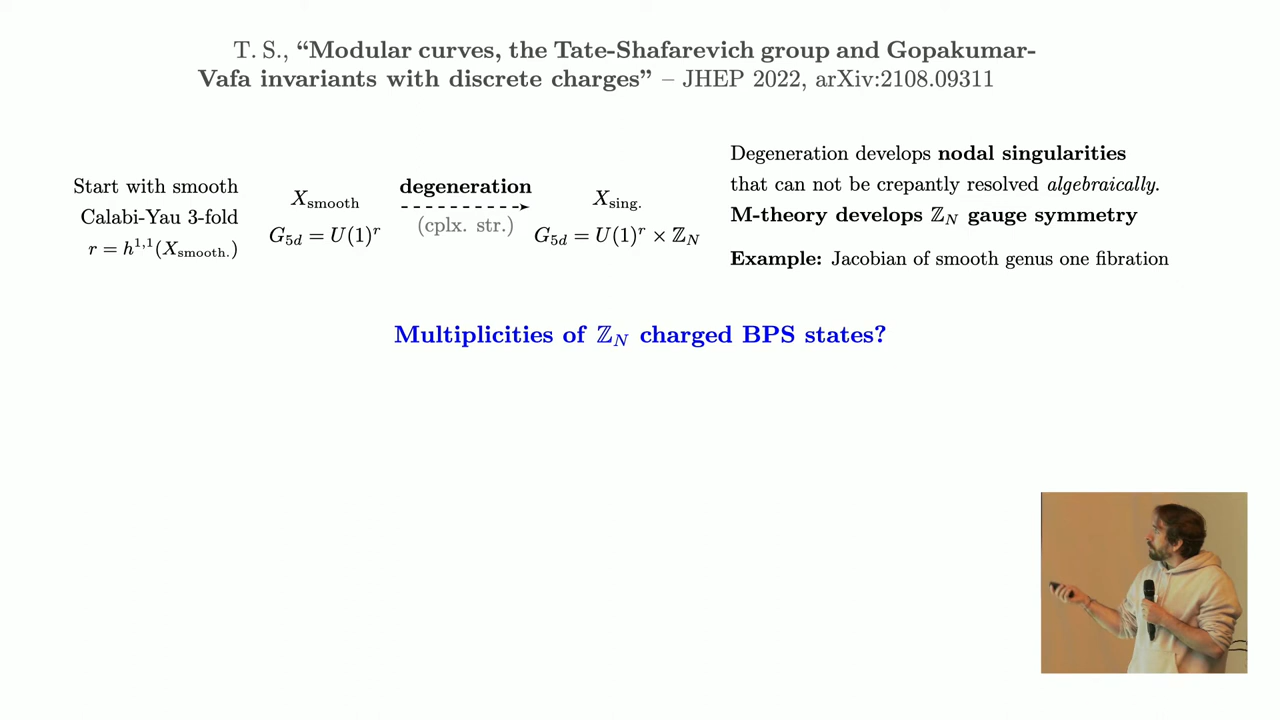 T. S., “Modular curves, the Tate-Shafarevich group and Gopakumar-
Vafa invariants with discrete charges” – JHEP 2022, arXiv:2108.09311
Start with smooth
Calabi-Yau 3-fold
r = h^{1,1}(X_{smooth.})
X_{smooth}
G_{5d} = U(1)^r
degeneration
(cplx. str.)
X_{sing.}
G_{5d} = U(1)^r × ℤ_N
Degeneration develops nodal singularities
that can not be crepantly resolved algebraically.
M-theory develops ℤ_N gauge symmetry
Example: Jacobian of smooth genus one fibration
Multiplicities of ℤ_N charged BPS states?